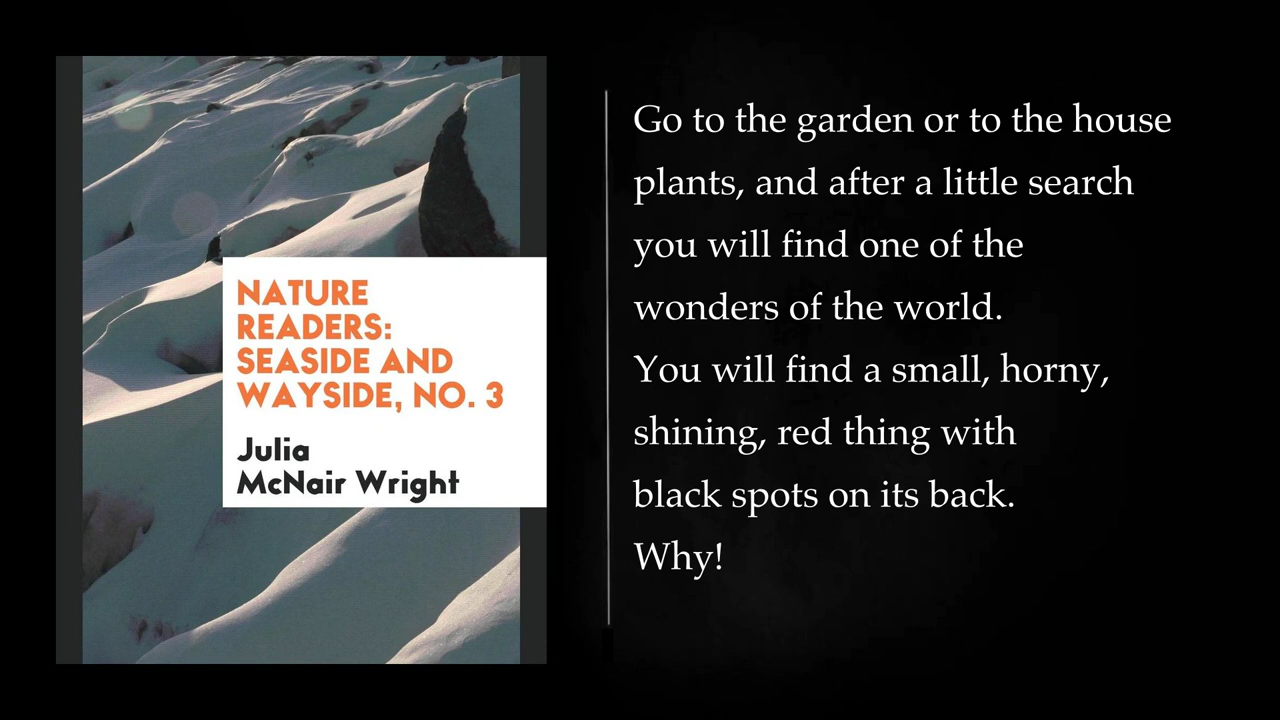 NATURE
READERS:
SEASIDE AND
WAYSIDE, NO. 3
Julia
McNair Wright
Go to the garden or to the house
plants, and after a little search
you will find one of the
wonders of the world.
You will find a small, horny,
shining, red thing with
black spots on its back.
Why!